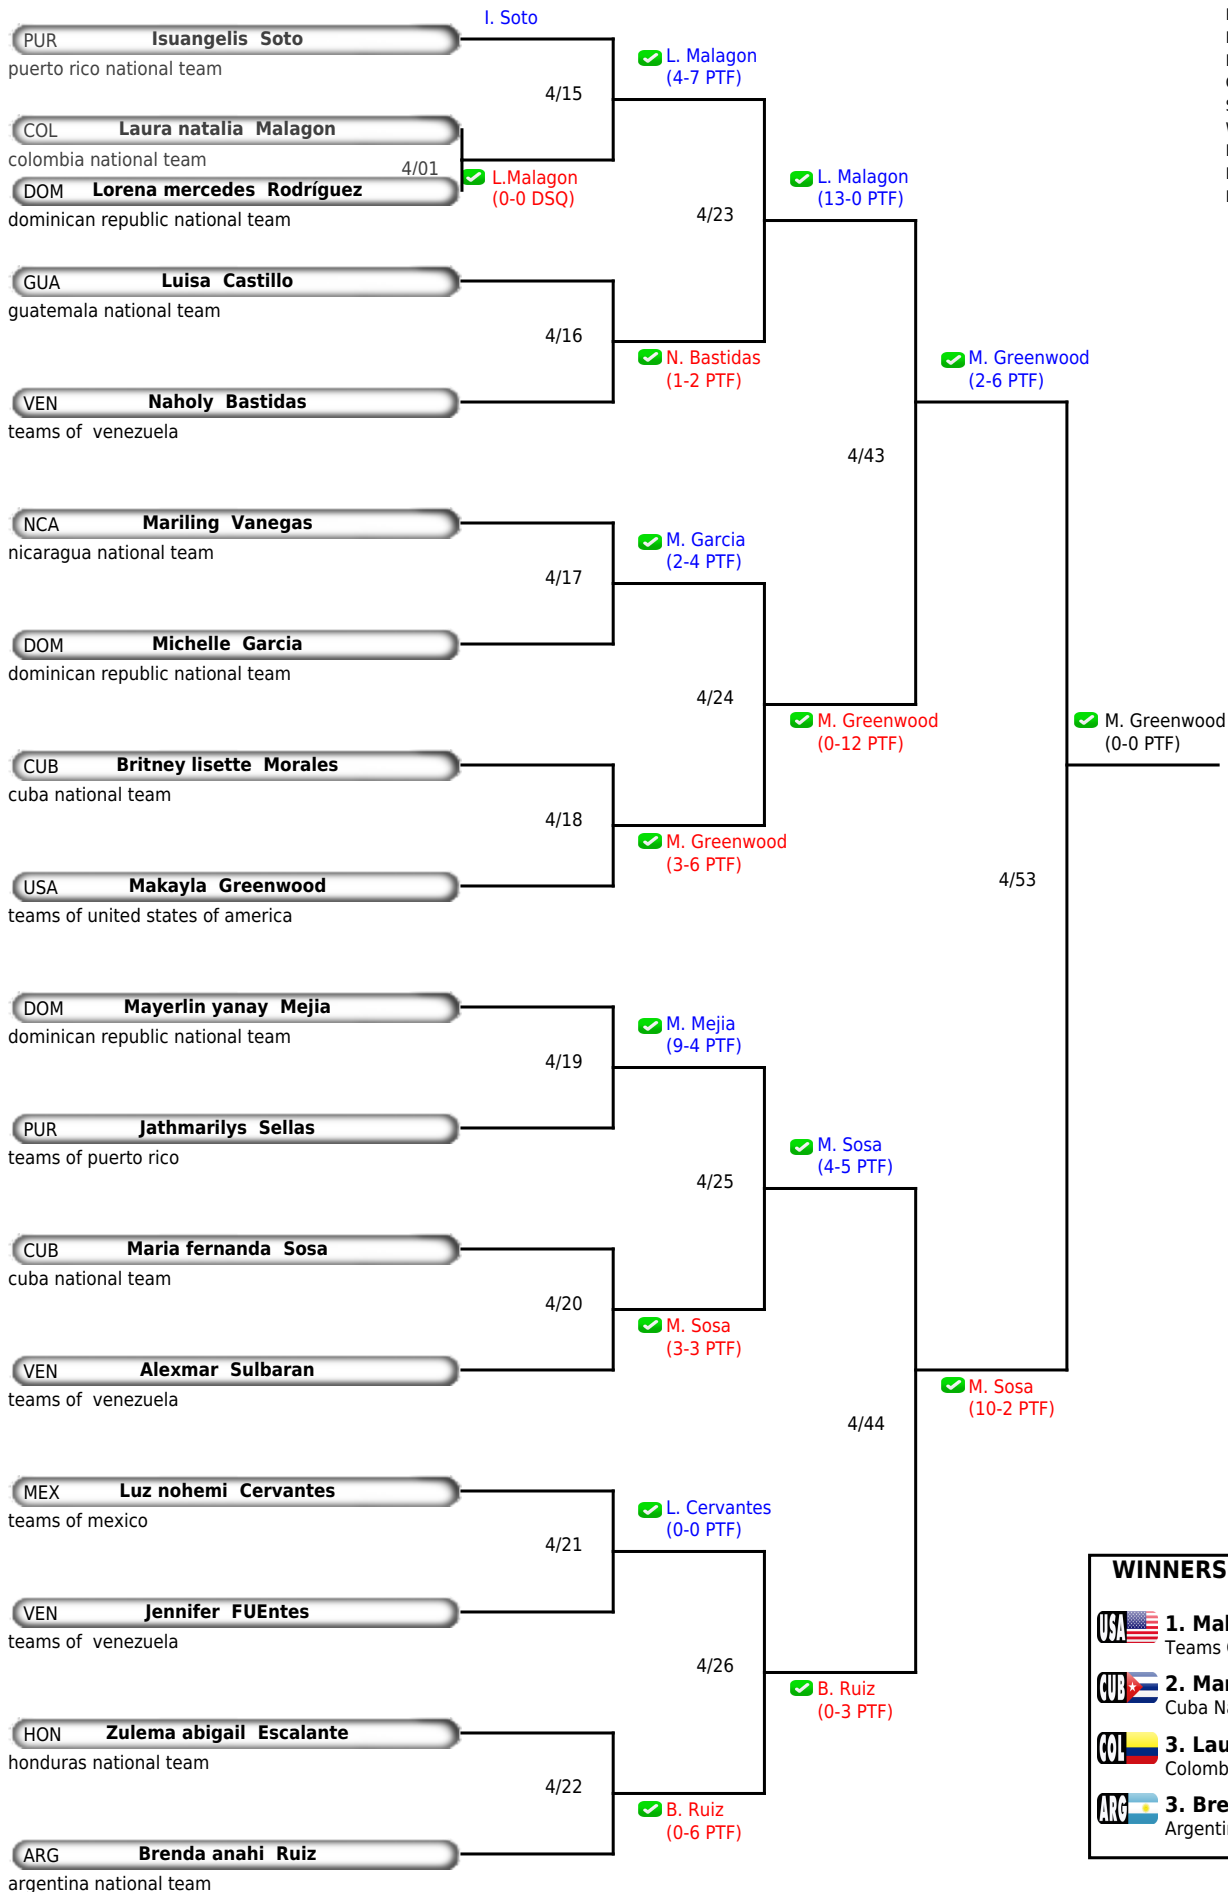 I. Soto
PUR Isuangelis Soto
puerto rico national team
L. Malagon
(4-7 PTF)
4/15
COL Laura natalia Malagon
colombia national team
4/01
L.Malagon
(0-0 DSQ)
DOM Lorena mercedes Rodríguez
dominican republic national team
L. Malagon
(13-0 PTF)
4/23
GUA Luisa Castillo
guatemala national team
4/16
N. Bastidas
(1-2 PTF)
VEN Naholy Bastidas
teams of venezuela
M. Greenwood
(2-6 PTF)
4/43
NCA Mariling Vanegas
nicaragua national team
M. Garcia
(2-4 PTF)
4/17
DOM Michelle Garcia
dominican republic national team
4/24
M. Greenwood
(0-12 PTF)
M. Greenwood
(0-0 PTF)
CUB Britney lisette Morales
cuba national team
4/18
M. Greenwood
(3-6 PTF)
USA Makayla Greenwood
teams of united states of america
4/53
DOM Mayerlin yanay Mejia
dominican republic national team
M. Mejia
(9-4 PTF)
4/19
PUR Jathmarilys Sellas
teams of puerto rico
M. Sosa
(4-5 PTF)
4/25
CUB Maria fernanda Sosa
cuba national team
4/20
M. Sosa
(3-3 PTF)
VEN Alexmar Sulbaran
teams of venezuela
M. Sosa
(10-2 PTF)
4/44
MEX Luz nohemi Cervantes
teams of mexico
L. Cervantes
(0-0 PTF)
4/21
VEN Jennifer FUEntes
teams of venezuela
4/26
B. Ruiz
(0-3 PTF)
HON Zulema abigail Escalante
honduras national team
4/22
B. Ruiz
(0-6 PTF)
ARG Brenda anahi Ruiz
argentina national team
WINNERS
USA 1.
Teams
CUB 2.
Cuba
COL 3.
ARG 3.